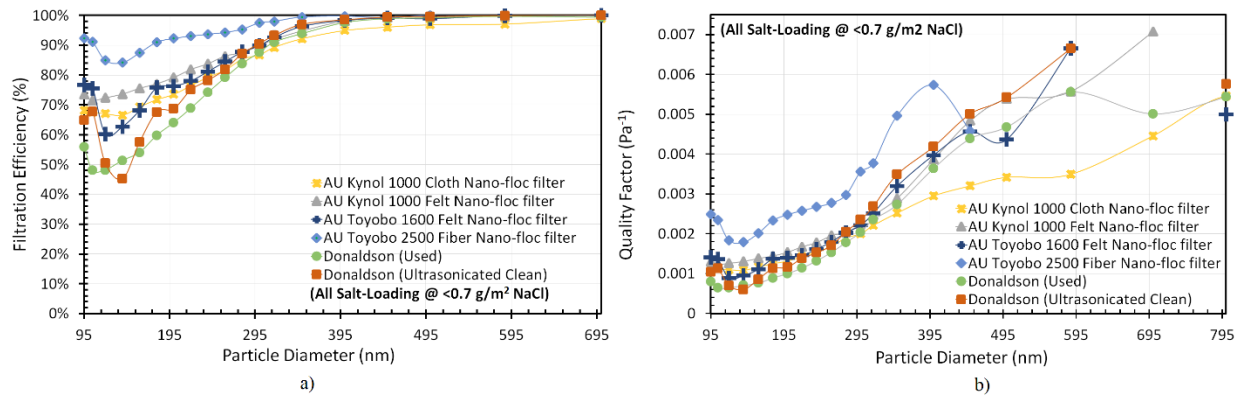 100%
90%
80%
70%
60%
50%
40%
30%
20%
10%
0%
Filtration Efficiency (%)
AU Kynol 1000 Cloth Nano-floc filter
AU Kynol 1000 Felt Nano-floc filter
AU Toyobo 1600 Felt Nano-floc filter
AU Toyobo 2500 Fiber Nano-floc filter
Donaldson (Used)
Donaldson (Ultrasonicated Clean)
(All Salt-Loading @ <0.7 g/m² NaCl)
95 195 295 395 495 595 695
Particle Diameter (nm)
a)
(All Salt-Loading @ <0.7 g/m2 NaCl)
0.007
0.006
0.005
0.004
0.003
0.002
0.001
0
Quality Factor (Pa⁻¹)
AU Kynol 1000 Cloth Nano-floc filter
AU Kynol 1000 Felt Nano-floc filter
AU Toyobo 1600 Felt Nano-floc filter
AU Toyobo 2500 Fiber Nano-floc filter
Donaldson (Used)
Donaldson (Ultrasonicated Clean)
95 195 295 395 495 595 695 795
Particle Diameter (nm)
b)